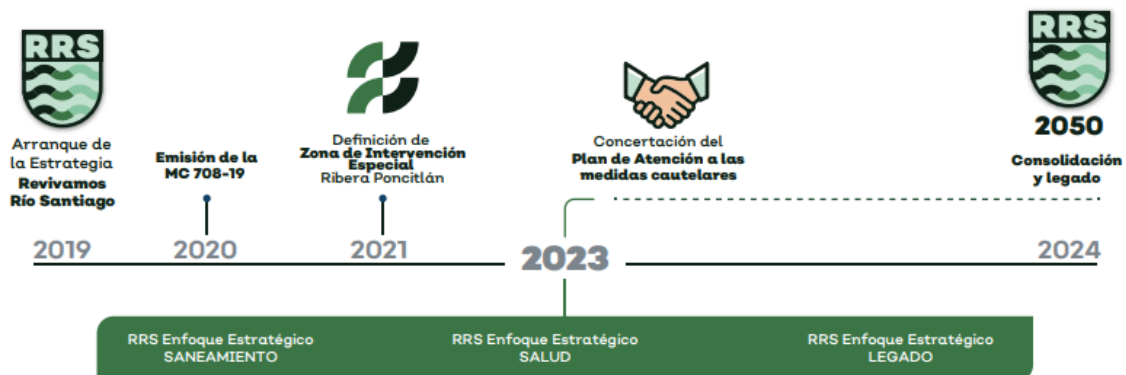 RRS
Arranque de
la Estrategia
Revivamos
Río Santiago
Emisión de la
MC 708-19
Definición de
Zona de Intervención
Especial
Ribera Poncitlán
Concertación del
Plan de Atención a las
medidas cautelares
RRS
2050
Consolidación
y legado
2019
2020
2021
2023
2024
RRS Enfoque Estratégico
SANEAMIENTO
RRS Enfoque Estratégico
SALUD
RRS Enfoque Estratégico
LEGADO